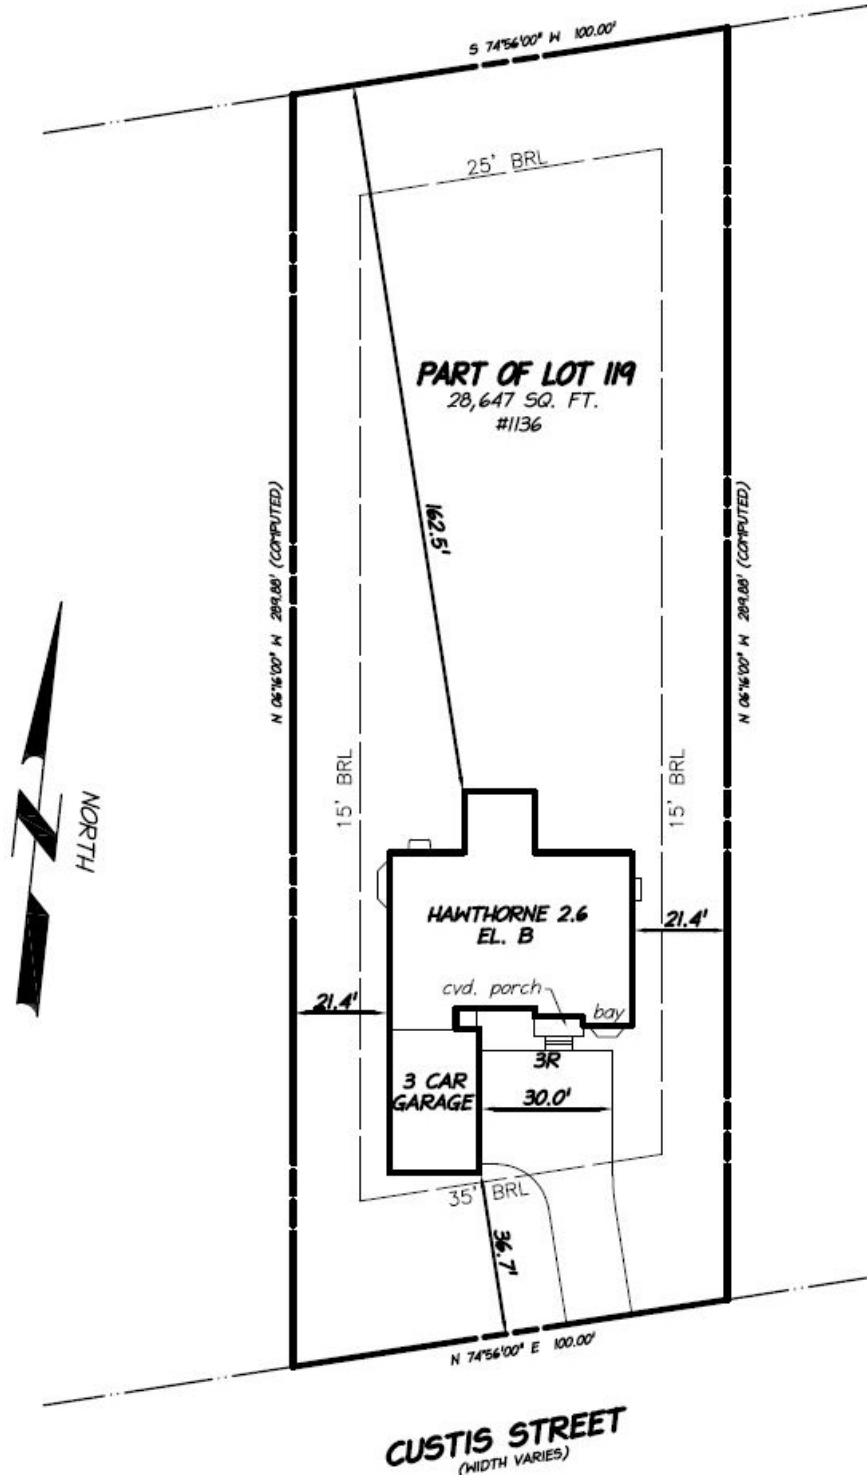 S 74°56'00" W 100.00'
25' BRL
PART OF LOT 119
28,647 SQ. FT.
#1136
162.5'
N 06°16'00" W 289.88' (COMPUTED)
N 06°16'00" W 289.88' (COMPUTED)
NORTH
15' BRL
15' BRL
HAWTHORNE 2.6
EL. B
21.4'
21.4'
cvd. porch
bay
3R
3 CAR
GARAGE
30.0'
35' BRL
36.7'
N 74°56'00" E 100.00'
CUSTIS STREET
(WIDTH VARIES)